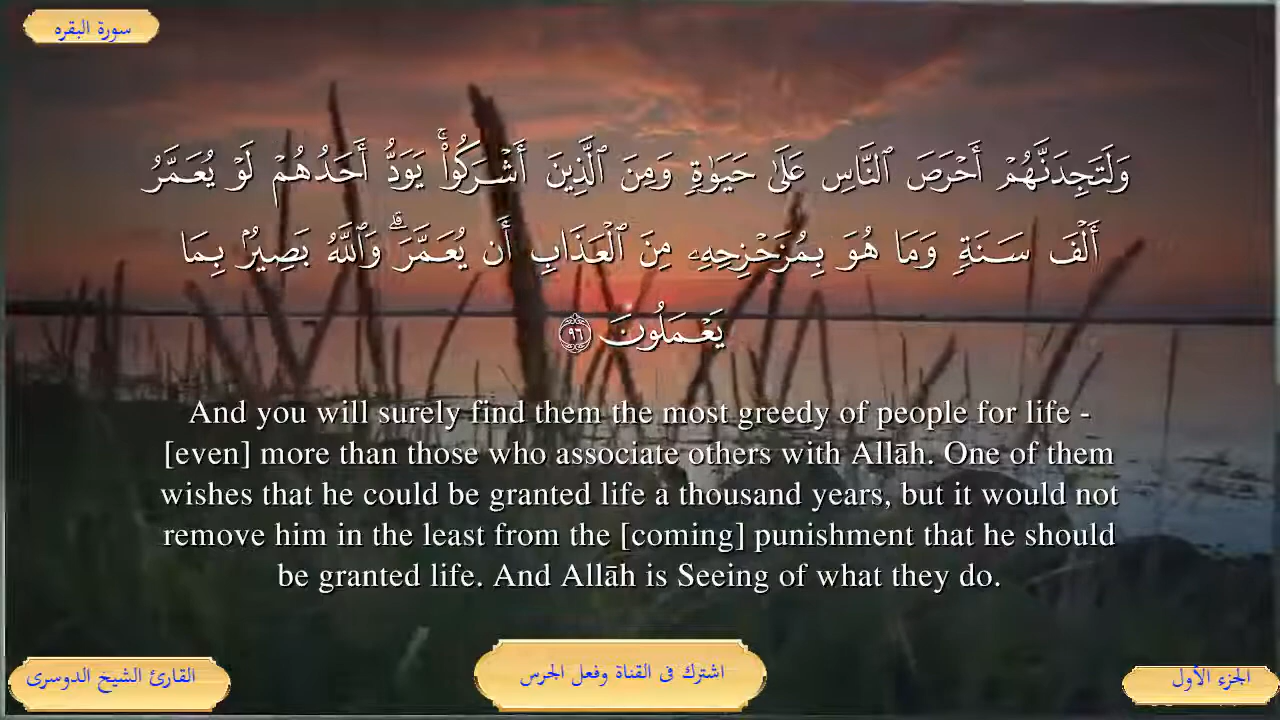 سورة البقره
وَلَتَجِدَنَّهُمْ أَحْرَصَ ٱلنَّاسِ عَلَىٰ حَيَوٰةٍ وَمِنَ ٱلَّذِينَ أَشْرَكُوا۟ ۚ يَوَدُّ أَحَدُهُمْ لَوْ يُعَمَّرُ
أَلْفَ سَنَةٍ وَمَا هُوَ بِمُزَحْزِحِهِۦ مِنَ ٱلْعَذَابِ أَن يُعَمَّرَ ۗ وَٱللَّهُ بَصِيرٌۢ بِمَا
يَعْمَلُونَ ٩٦
And you will surely find them the most greedy of people for life -
[even] more than those who associate others with Allāh. One of them
wishes that he could be granted life a thousand years, but it would not
remove him in the least from the [coming] punishment that he should
be granted life. And Allāh is Seeing of what they do.
الجزء الأول
اشترك فى القناة وفعل الجرس
القارئ الشيخ الدوسرى